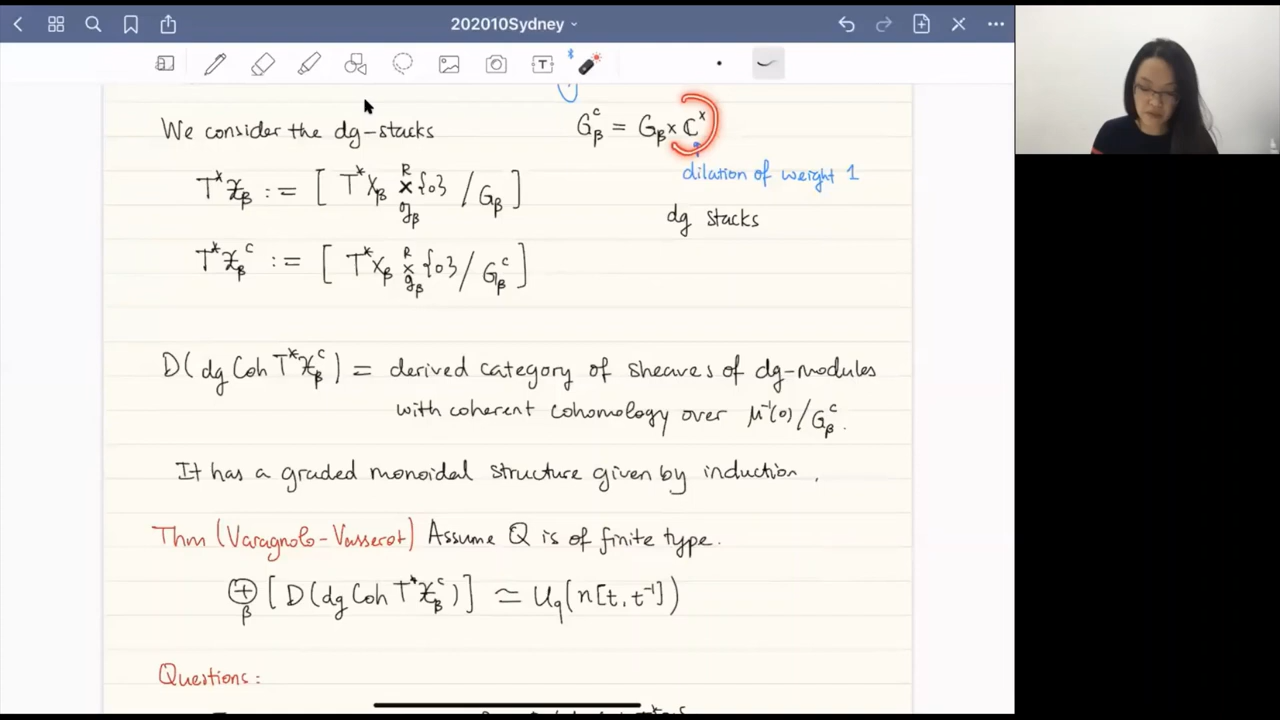 202010Sydney
We consider the dg-stacks
G_β^c = G_β × ℂ^×
dilation of weight 1
T^*𝒳_β := [ T^*X_β ×^R_{𝔤_β} {0} / G_β ]
dg stacks
T^*𝒳_β^c := [ T^*X_β ×^R_{𝔤_β} {0} / G_β^c ]
D(dg Coh T^*𝒳_β^c) = derived category of sheaves of dg-modules
with coherent cohomology over μ^{-1}(0)/G_β^c.
It has a graded monoidal structure given by induction.
Thm (Varagnolo-Vasserot) Assume Q is of finite type.
⊕_β [ D(dg Coh T^*𝒳_β^c) ] ≃ U_q(n[t, t^{-1}])
Questions: